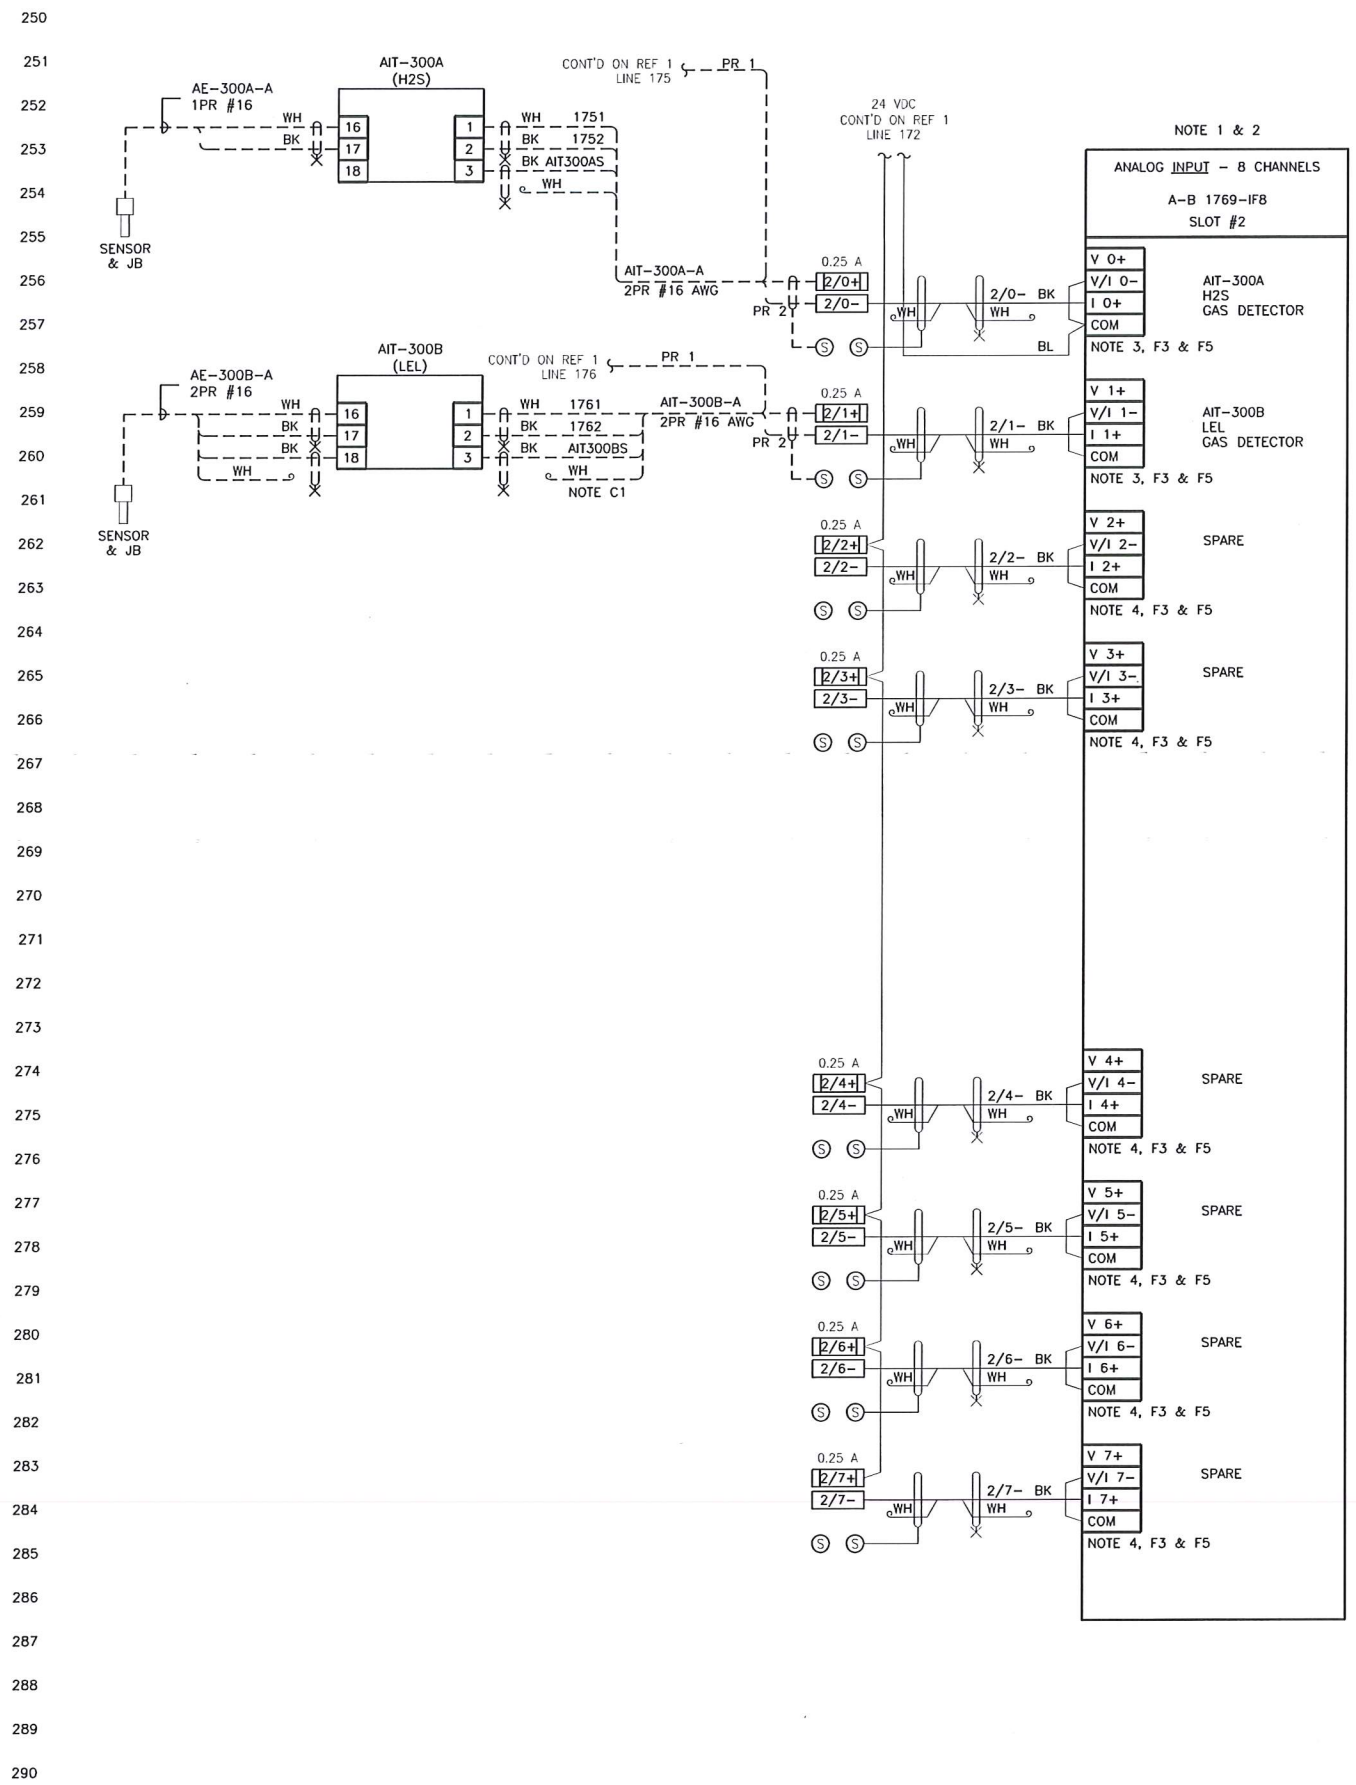 250
251
252
253
254
255
256
257
258
259
260
261
262
263
264
265
266
267
268
269
270
271
272
273
274
275
276
277
278
279
280
281
282
283
284
285
286
287
288
289
290
AIT-300A
(H2S)
AE-300A-A
1PR #16
WH
BK
16
17
18
1
2
3
WH 1751
BK 1752
BK AIT300AS
WH
SENSOR
& JB
CONT'D ON REF 1
LINE 175
PR 1
AIT-300A-A
2PR #16 AWG
PR 2
AIT-300B
(LEL)
AE-300B-A
2PR #16
WH
BK
BK
WH
16
17
18
1
2
3
WH 1761
BK 1762
BK AIT300BS
WH
NOTE C1
SENSOR
& JB
CONT'D ON REF 1
LINE 176
PR 1
AIT-300B-A
2PR #16 AWG
PR 2
24 VDC
CONT'D ON REF 1
LINE 172
NOTE 1 & 2
ANALOG INPUT - 8 CHANNELS
A-B 1769-IF8
SLOT #2
0.25 A
2/0+
2/0-
S S
WH
2/0- BK
WH
BL
V 0+
V/I 0-
I 0+
COM
AIT-300A
H2S
GAS DETECTOR
NOTE 3, F3 & F5
0.25 A
2/1+
2/1-
S S
WH
2/1- BK
WH
V 1+
V/I 1-
I 1+
COM
AIT-300B
LEL
GAS DETECTOR
NOTE 3, F3 & F5
0.25 A
2/2+
2/2-
S S
WH
2/2- BK
WH
V 2+
V/I 2-
I 2+
COM
SPARE
NOTE 4, F3 & F5
0.25 A
2/3+
2/3-
S S
WH
2/3- BK
WH
V 3+
V/I 3-
I 3+
COM
SPARE
NOTE 4, F3 & F5
0.25 A
2/4+
2/4-
S S
WH
2/4- BK
WH
V 4+
V/I 4-
I 4+
COM
SPARE
NOTE 4, F3 & F5
0.25 A
2/5+
2/5-
S S
WH
2/5- BK
WH
V 5+
V/I 5-
I 5+
COM
SPARE
NOTE 4, F3 & F5
0.25 A
2/6+
2/6-
S S
WH
2/6- BK
WH
V 6+
V/I 6-
I 6+
COM
SPARE
NOTE 4, F3 & F5
0.25 A
2/7+
2/7-
S S
WH
2/7- BK
WH
V 7+
V/I 7-
I 7+
COM
SPARE
NOTE 4, F3 & F5